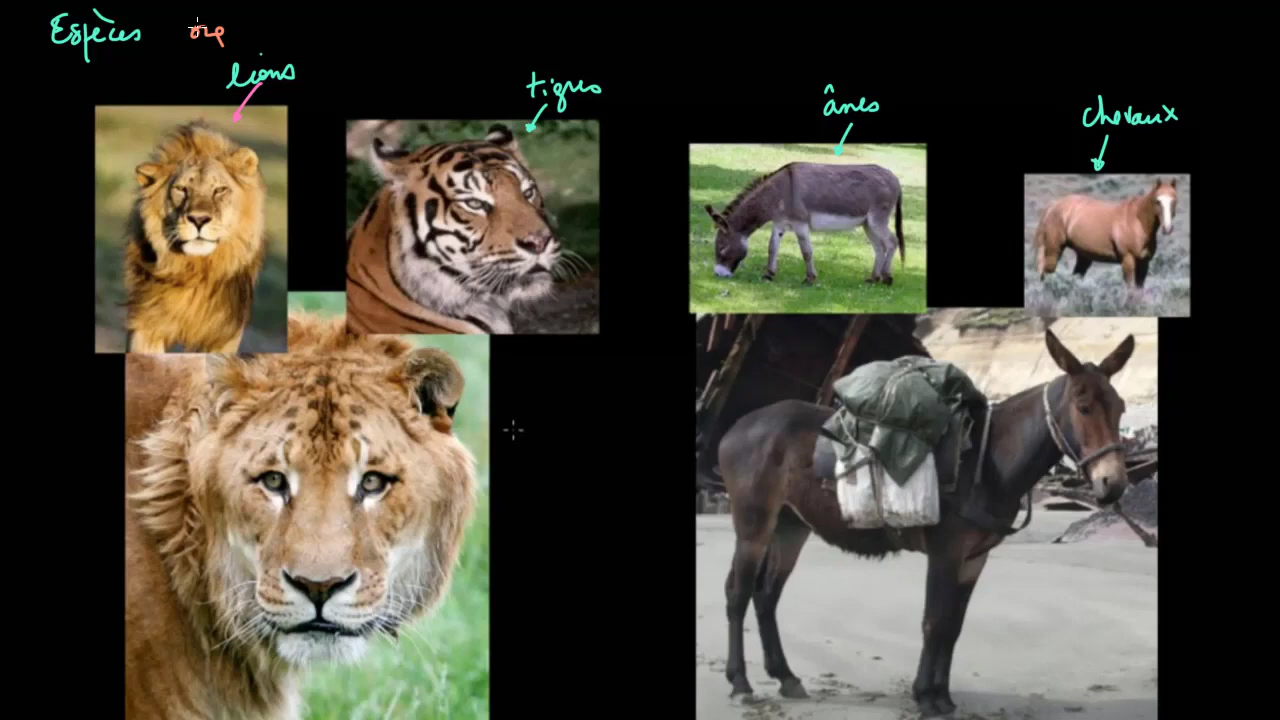 Espèces
lions
tigres
ânes
chevaux